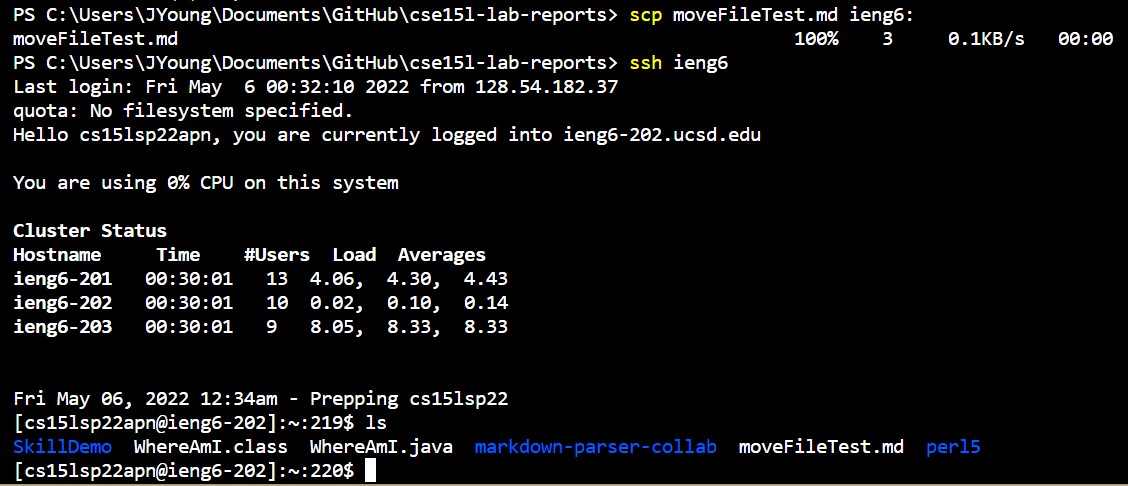 PS C:\Users\JYoung\Documents\GitHub\cse15l-lab-reports> scp moveFileTest.md ieng6:
moveFileTest.md 100% 3 0.1KB/s 00:00
PS C:\Users\JYoung\Documents\GitHub\cse15l-lab-reports> ssh ieng6
Last login: Fri May  6 00:32:10 2022 from 128.54.182.37
quota: No filesystem specified.
Hello cs15lsp22apn, you are currently logged into ieng6-202.ucsd.edu
You are using 0% CPU on this system
Cluster Status
Hostname Time #Users Load Averages
ieng6-201 00:30:01 13 4.06, 4.30, 4.43
ieng6-202 00:30:01 10 0.02, 0.10, 0.14
ieng6-203 00:30:01 9 8.05, 8.33, 8.33
Fri May 06, 2022 12:34am - Prepping cs15lsp22
[cs15lsp22apn@ieng6-202]:~:219$ ls
SkillDemo WhereAmI.class WhereAmI.java markdown-parser-collab moveFileTest.md perl5
[cs15lsp22apn@ieng6-202]:~:220$